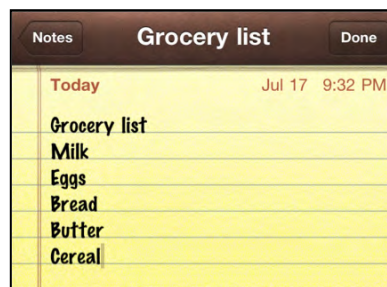 Notes Grocery list Done
Today Jul 17 9:32 PM
Grocery list
Milk
Eggs
Bread
Butter
Cereal